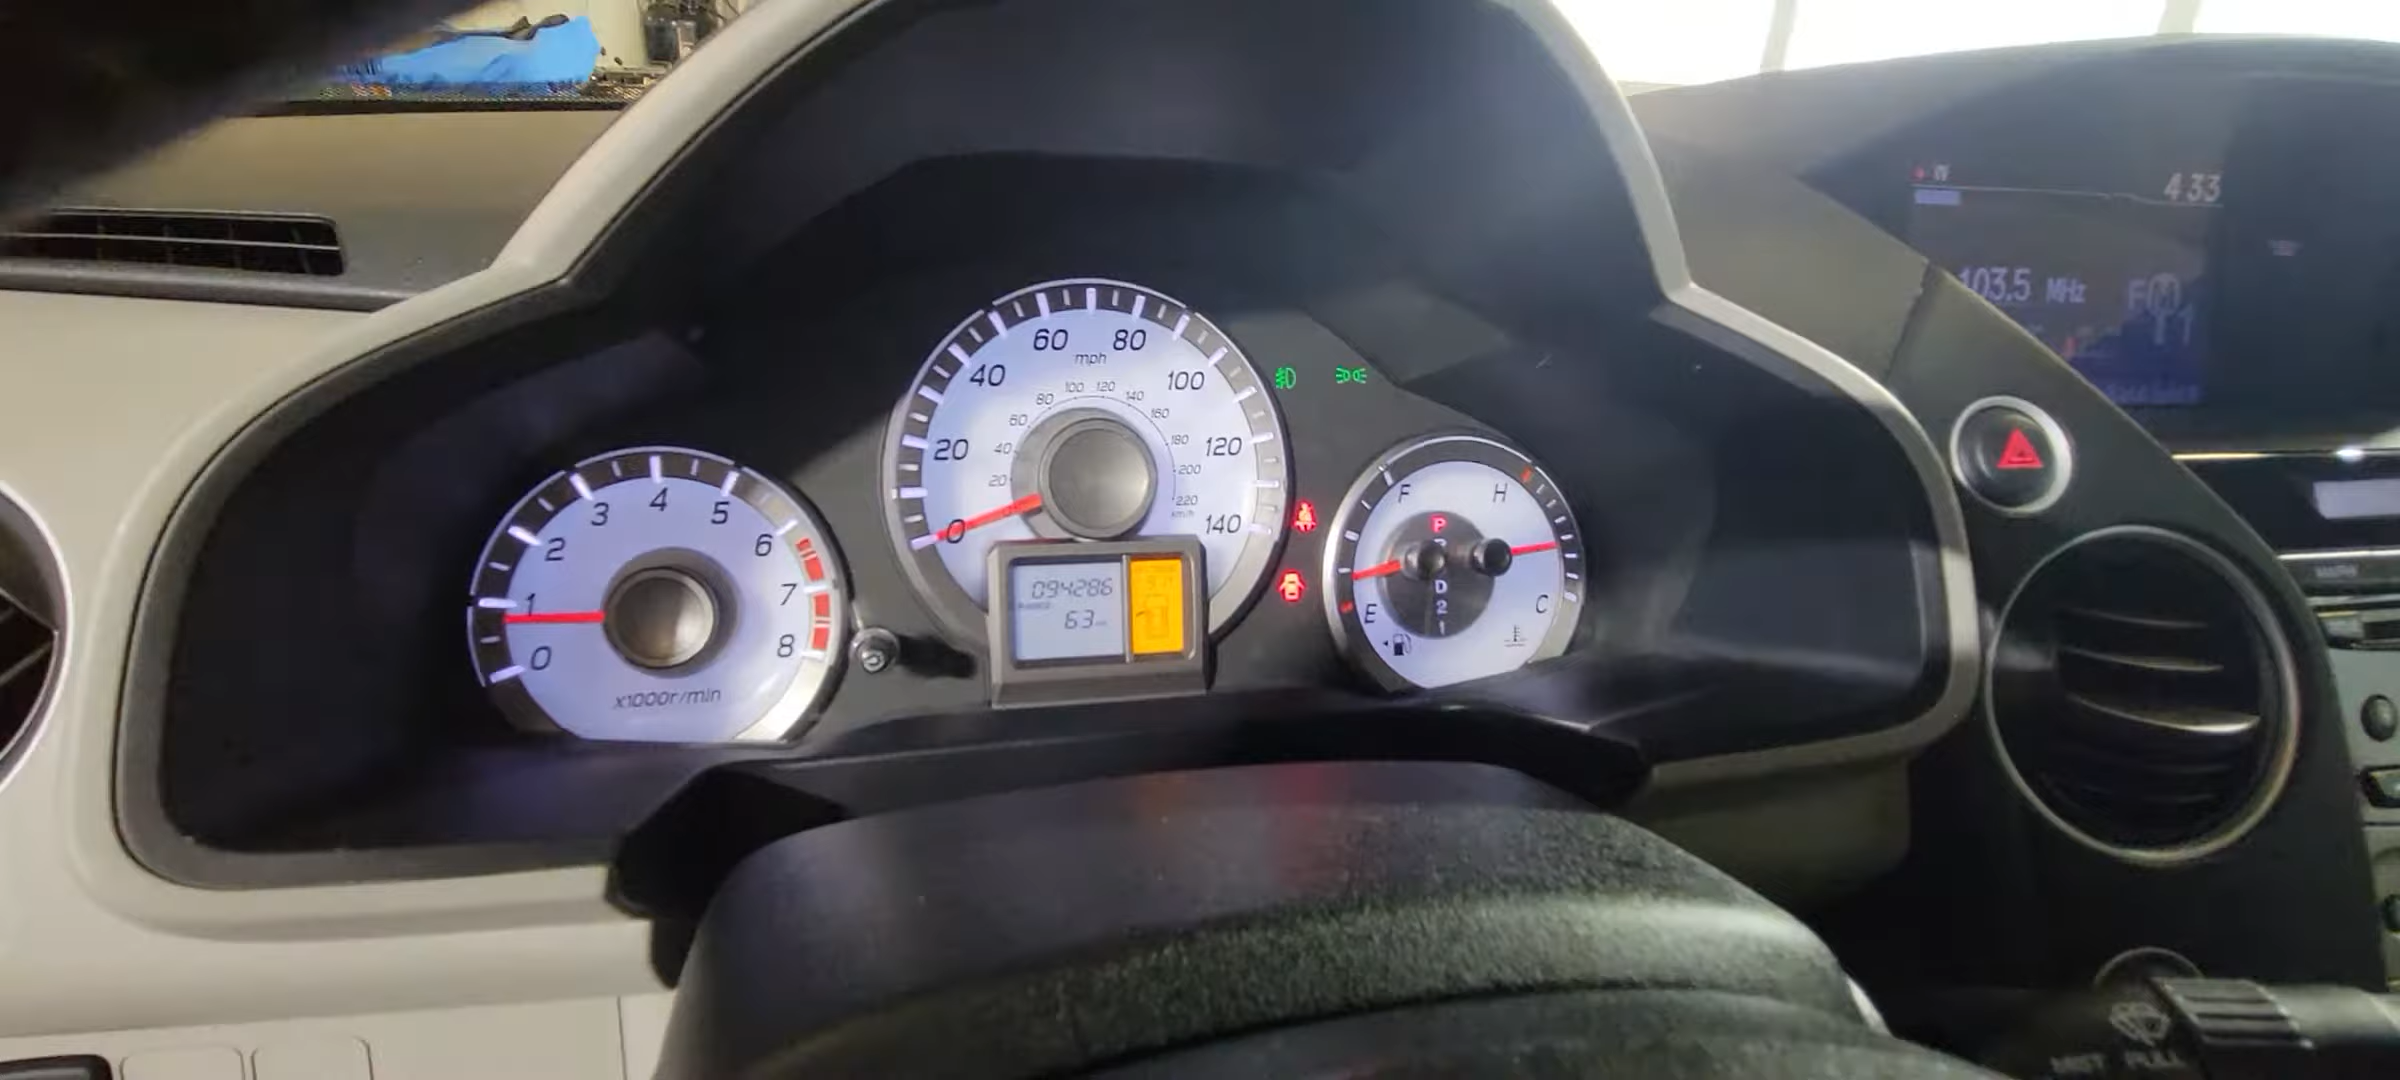 4:33
103.5 MHz
60 80
mph
40 100
100 120
80 140
60 160
20 40 180 120
20 200
0 220
km/h
140
4
3 5
2 6
1 7
0 8
x1000r/min
094286
63
F H
P
D
2
E C
1
MIST PULL